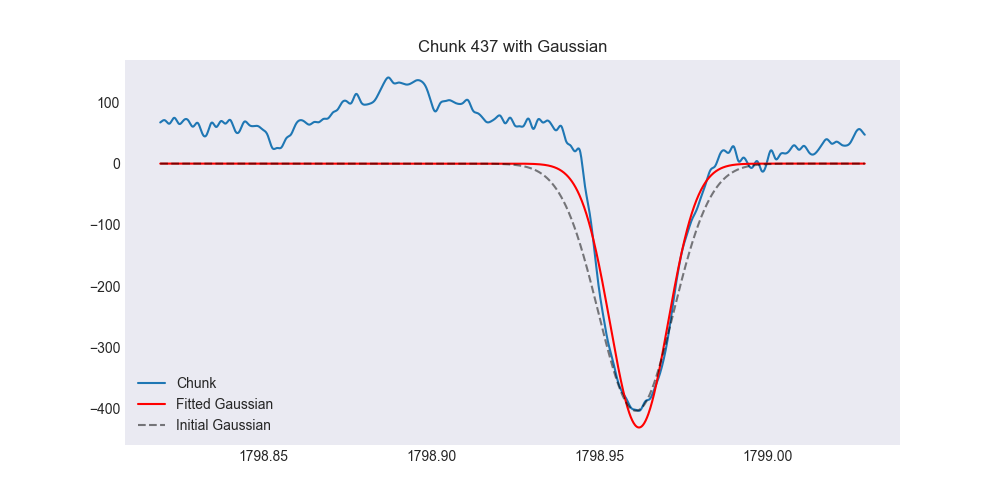 Chunk 437 with Gaussian
100
0
−100
−200
−300
−400
Chunk
Fitted Gaussian
Initial Gaussian
1798.85 1798.90 1798.95 1799.00